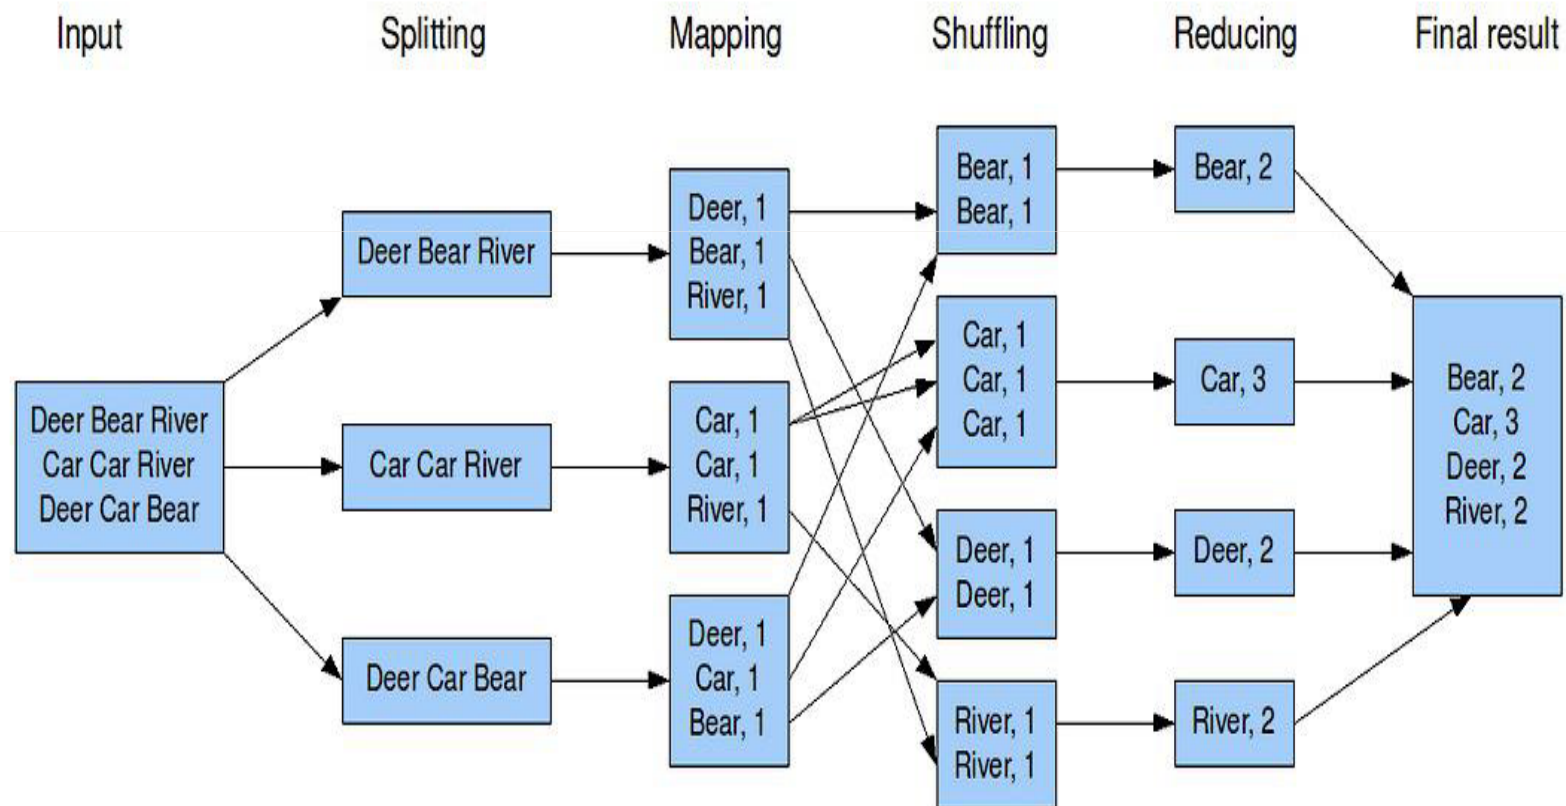 Input
Splitting
Mapping
Shuffling
Reducing
Final result
Deer Bear River
Car Car River
Deer Car Bear
Deer Bear River
Car Car River
Deer Car Bear
Deer, 1
Bear, 1
River, 1
Car, 1
Car, 1
River, 1
Deer, 1
Car, 1
Bear, 1
Bear, 1
Bear, 1
Car, 1
Car, 1
Car, 1
Deer, 1
Deer, 1
River, 1
River, 1
Bear, 2
Car, 3
Deer, 2
River, 2
Bear, 2
Car, 3
Deer, 2
River, 2